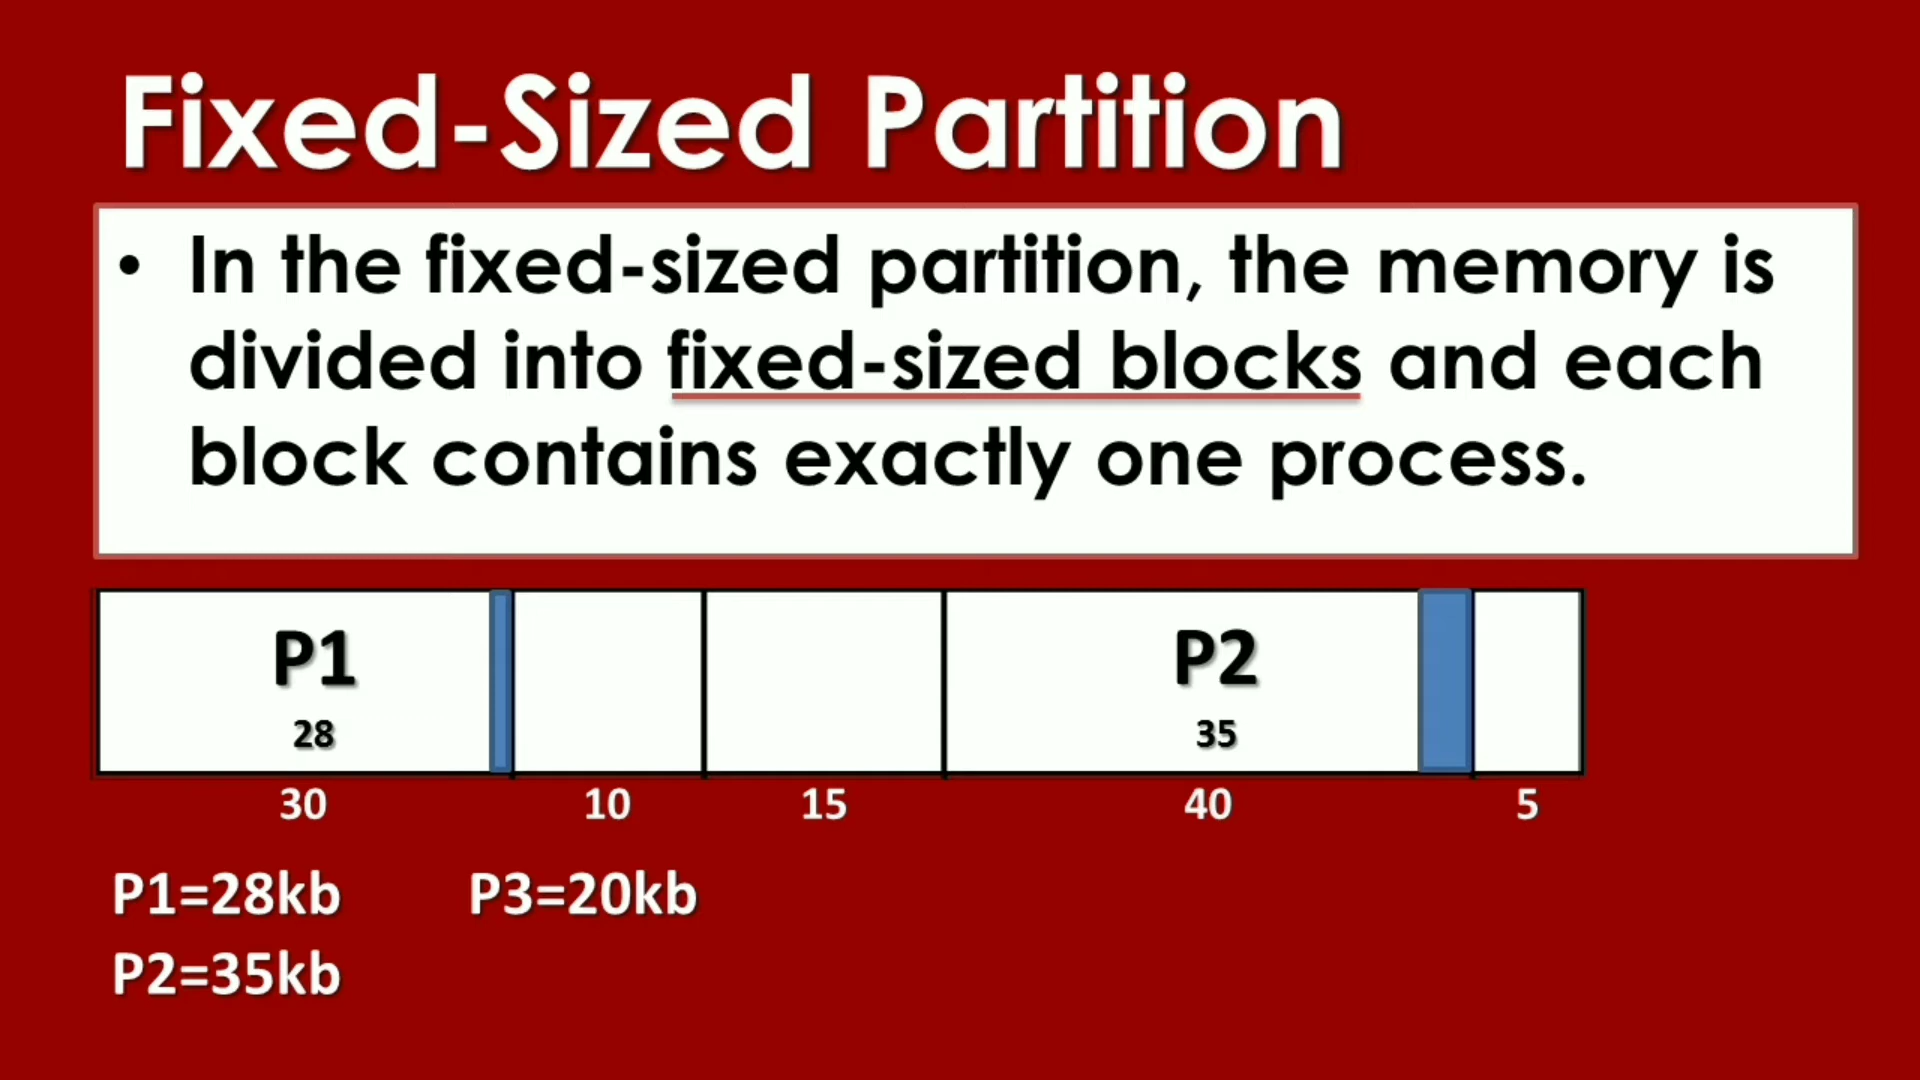 Fixed-Sized Partition
• In the fixed-sized partition, the memory is
divided into fixed-sized blocks and each
block contains exactly one process.
P1
P2
28
35
30 10 15 40 5
P1=28kb P3=20kb
P2=35kb